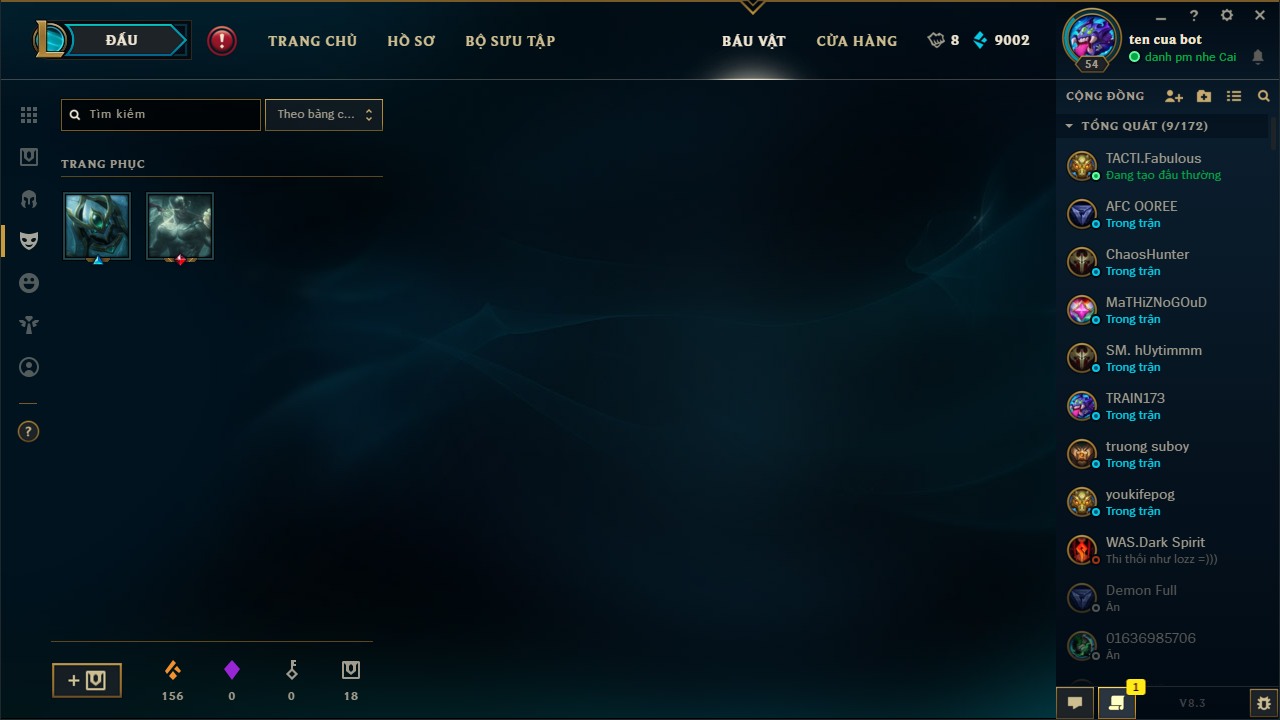 ĐẤU
TRANG CHỦ
HỒ SƠ
BỘ SƯU TẬP
BÁU VẬT
CỬA HÀNG
8
9002
54
ten cua bot
danh pm nhe Cai
Tìm kiếm
Theo bảng c...
TRANG PHỤC
156
0
0
18
CỘNG ĐỒNG
TỔNG QUÁT (9/172)
TACTI.Fabulous
Đang tạo đấu thường
AFC OOREE
Trong trận
ChaosHunter
Trong trận
MaTHiZNoGOuD
Trong trận
SM. hUytimmm
Trong trận
TRAIN173
Trong trận
truong suboy
Trong trận
youkifepog
Trong trận
WAS.Dark Spirit
Thi thối như lozz =)))
Demon Full
Ẩn
01636985706
Ẩn
1
V8.3